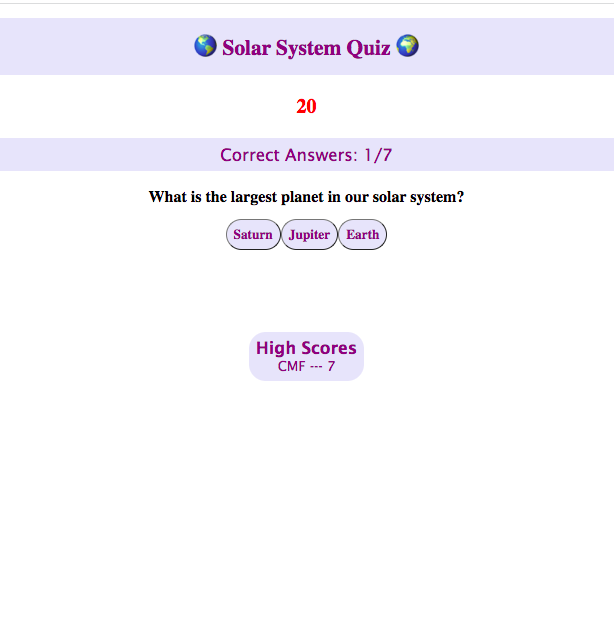 🌎 Solar System Quiz 🌍
20
Correct Answers: 1/7
What is the largest planet in our solar system?
Saturn Jupiter Earth
High Scores
CMF --- 7